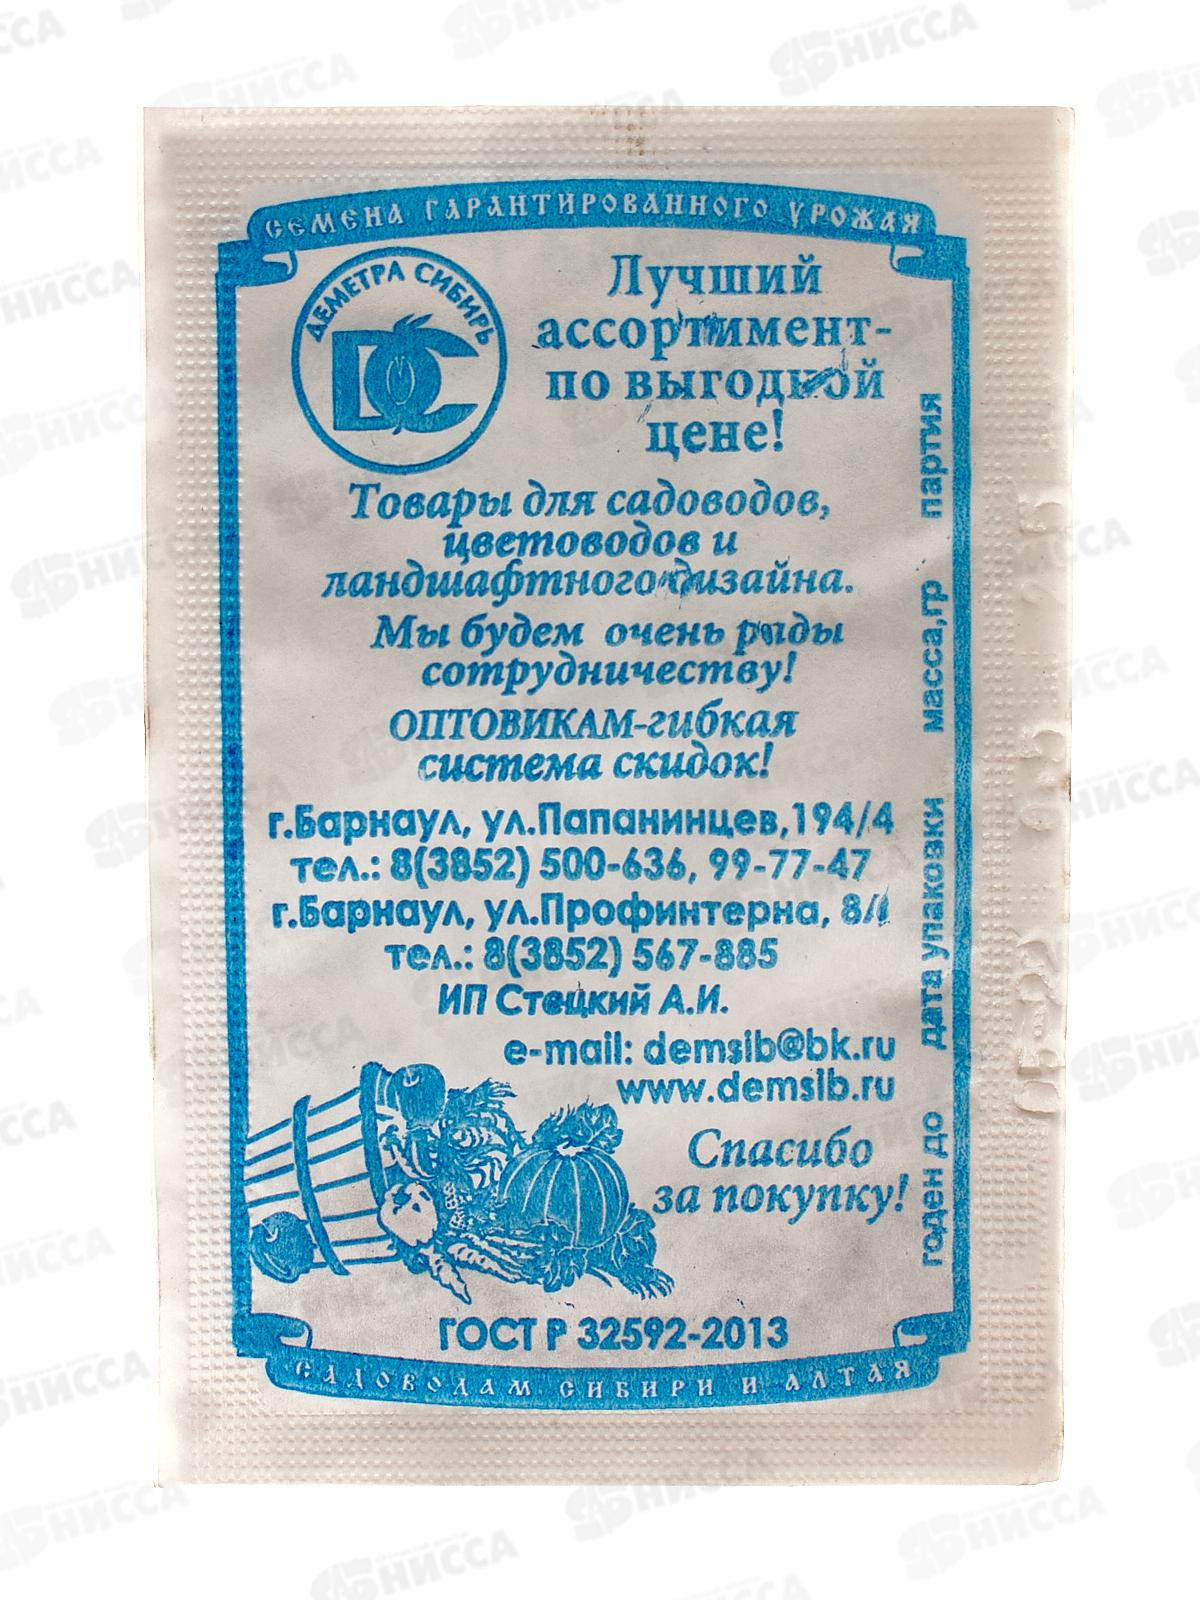 СЕМЕНА ГАРАНТИРОВАННОГО УРОЖАЯ
ДЕМЕТРА СИБИРЬ
DC
Лучший
ассортимент-
по выгодной
цене!
Товары для садоводов,
цветоводов и
ландшафтного дизайна.
Мы будем очень рады
сотрудничеству!
ОПТОВИКАМ-гибкая
система скидок!
г.Барнаул, ул.Папанинцев,194/4
тел.: 8(3852) 500-636, 99-77-47
г.Барнаул, ул.Профинтерна,
тел.: 8(3852) 567-885
ИП Стецкий А.И.
e-mail: demsib@bk.ru
www.demsib.ru
Спасибо
за покупку!
ГОСТ Р 32592-2013
САДОВОДАМ СИБИРИ И АЛТАЯ
годен до дата упаковки масса,гр партия
НИССА